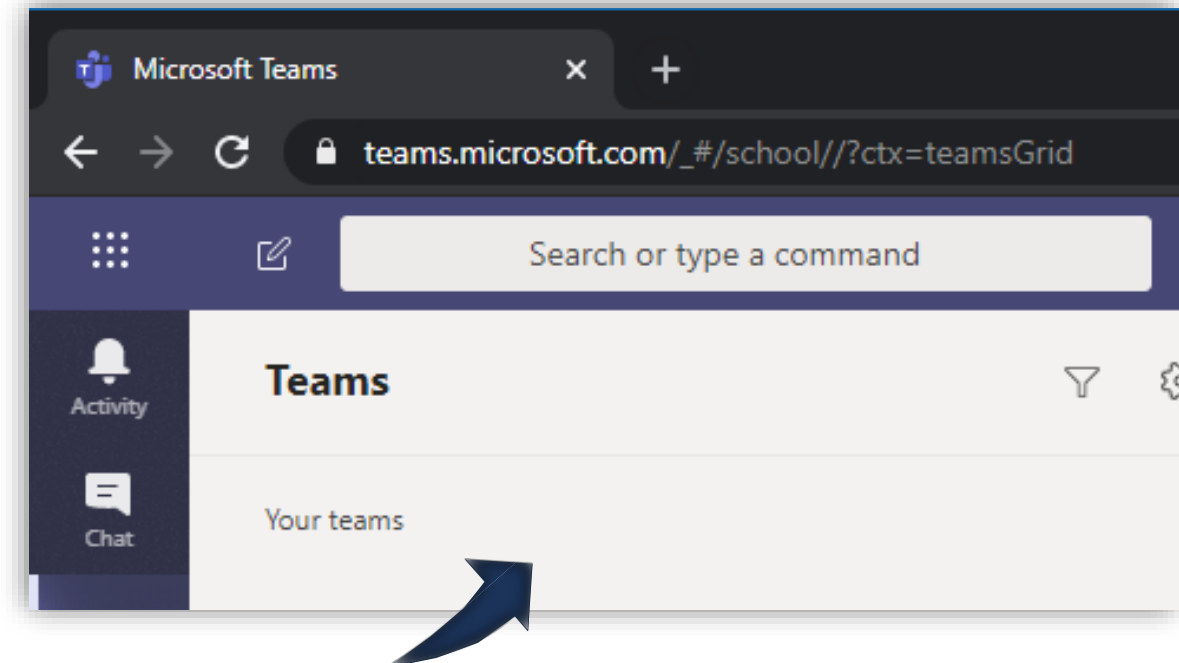 Microsoft Teams
teams.microsoft.com/_#/school//?ctx=teamsGrid
Search or type a command
Activity
Teams
Chat
Your teams